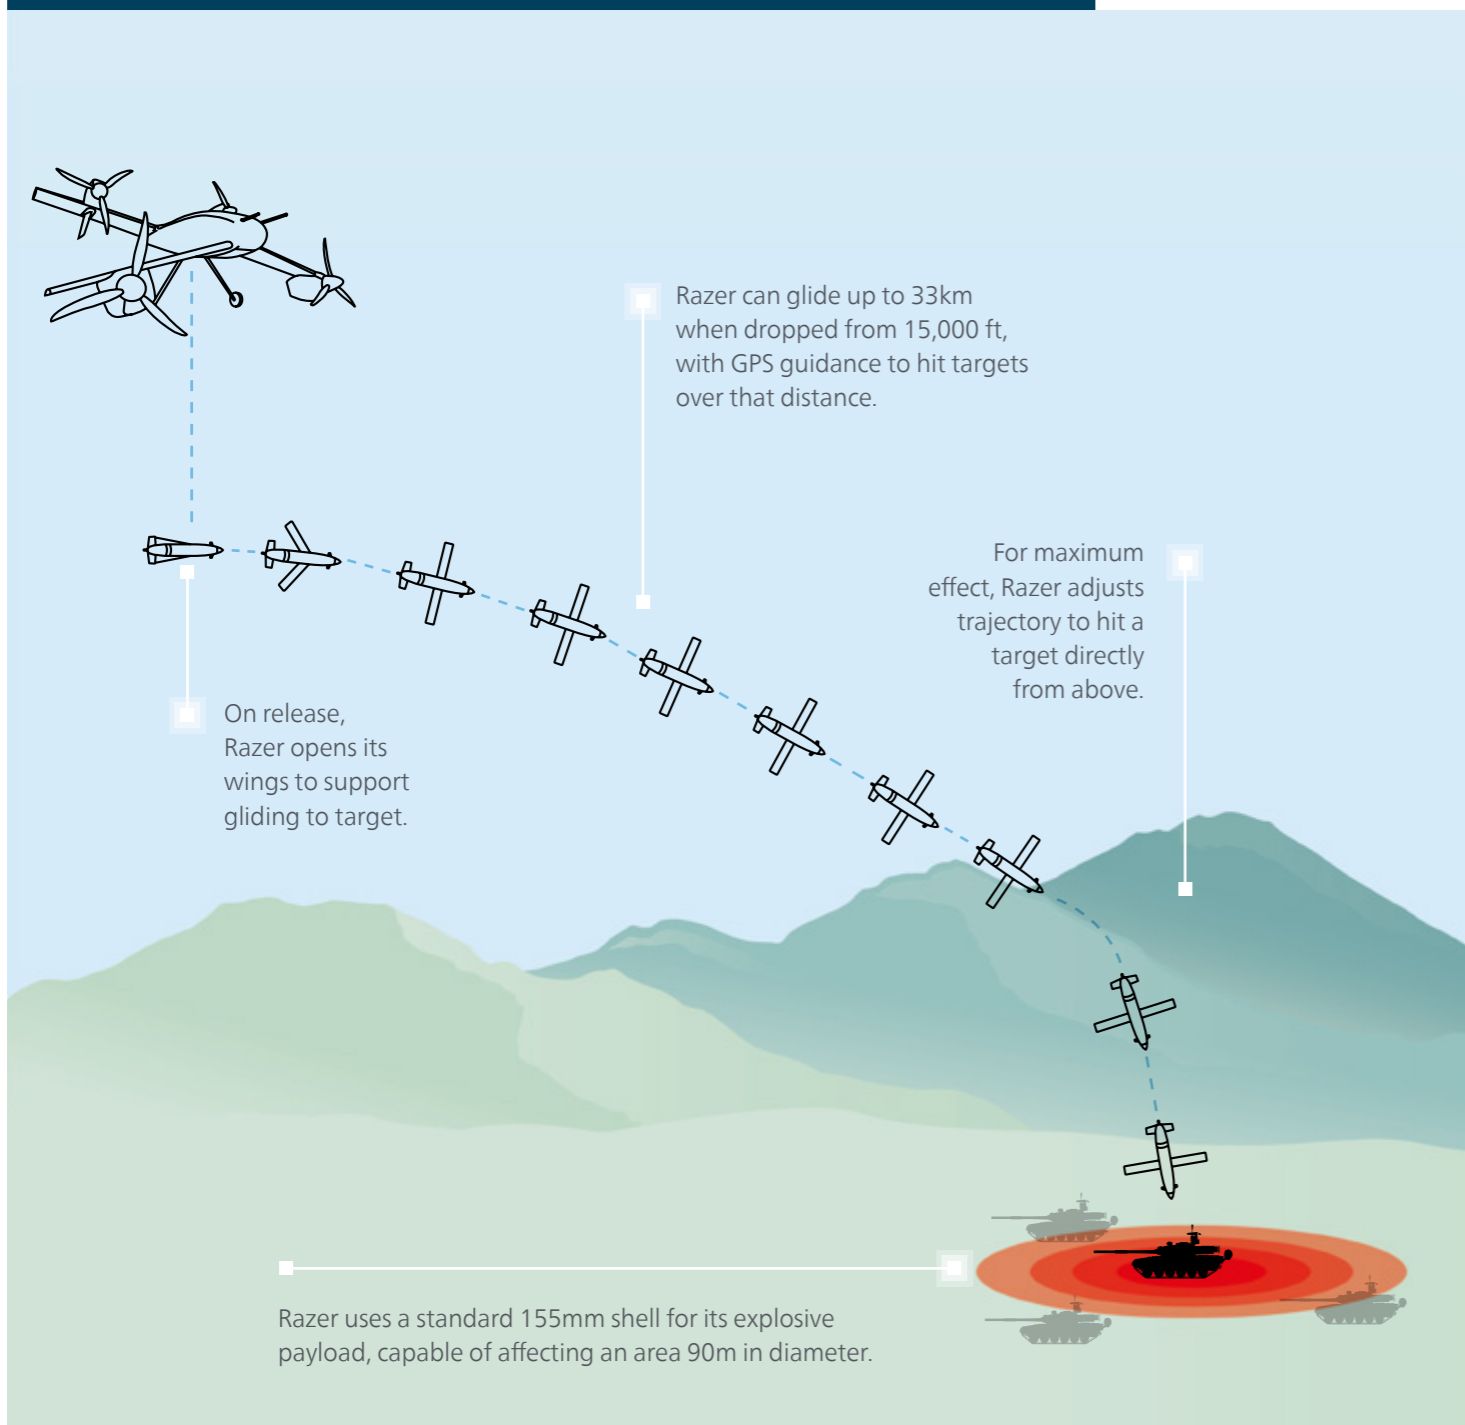 Razer can glide up to 33km
when dropped from 15,000 ft,
with GPS guidance to hit targets
over that distance.
For maximum
effect, Razer adjusts
trajectory to hit a
target directly
from above.
On release,
Razer opens its
wings to support
gliding to target.
Razer uses a standard 155mm shell for its explosive
payload, capable of affecting an area 90m in diameter.